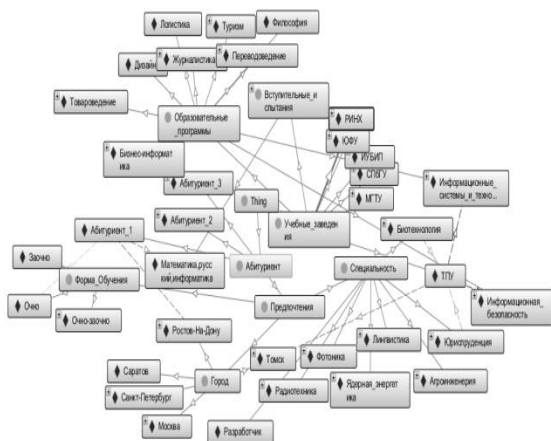 Логистика
Туризм
Философия
Дизайн
Журналистика
Переводоведение
Вступительные_и
спытания
Товароведение
Образовательные
_программы
РИНХ
ЮФУ
ИУБИП
СПбГУ
МГТУ
Бизнес-информат
ика
Абитуриент_3
Thing
Информационные_
системы_и_техно...
Абитуриент_2
Учебные_заведен
ия
Абитуриент_1
Биотехнология
Заочно
Форма_Обучения
Математика,русс
кий,информатика
Абитуриент
Специальность
ТПУ
Очно
Очно-заочно
Предпочтения
Информационная_
безопасность
Ростов-На-Дону
Лингвистика
Юриспруденция
Саратов
Город
Томск
Фотоника
Санкт-Петербург
Радиотехника
Ядерная_энергет
ика
Агроинженерия
Москва
Разработчик